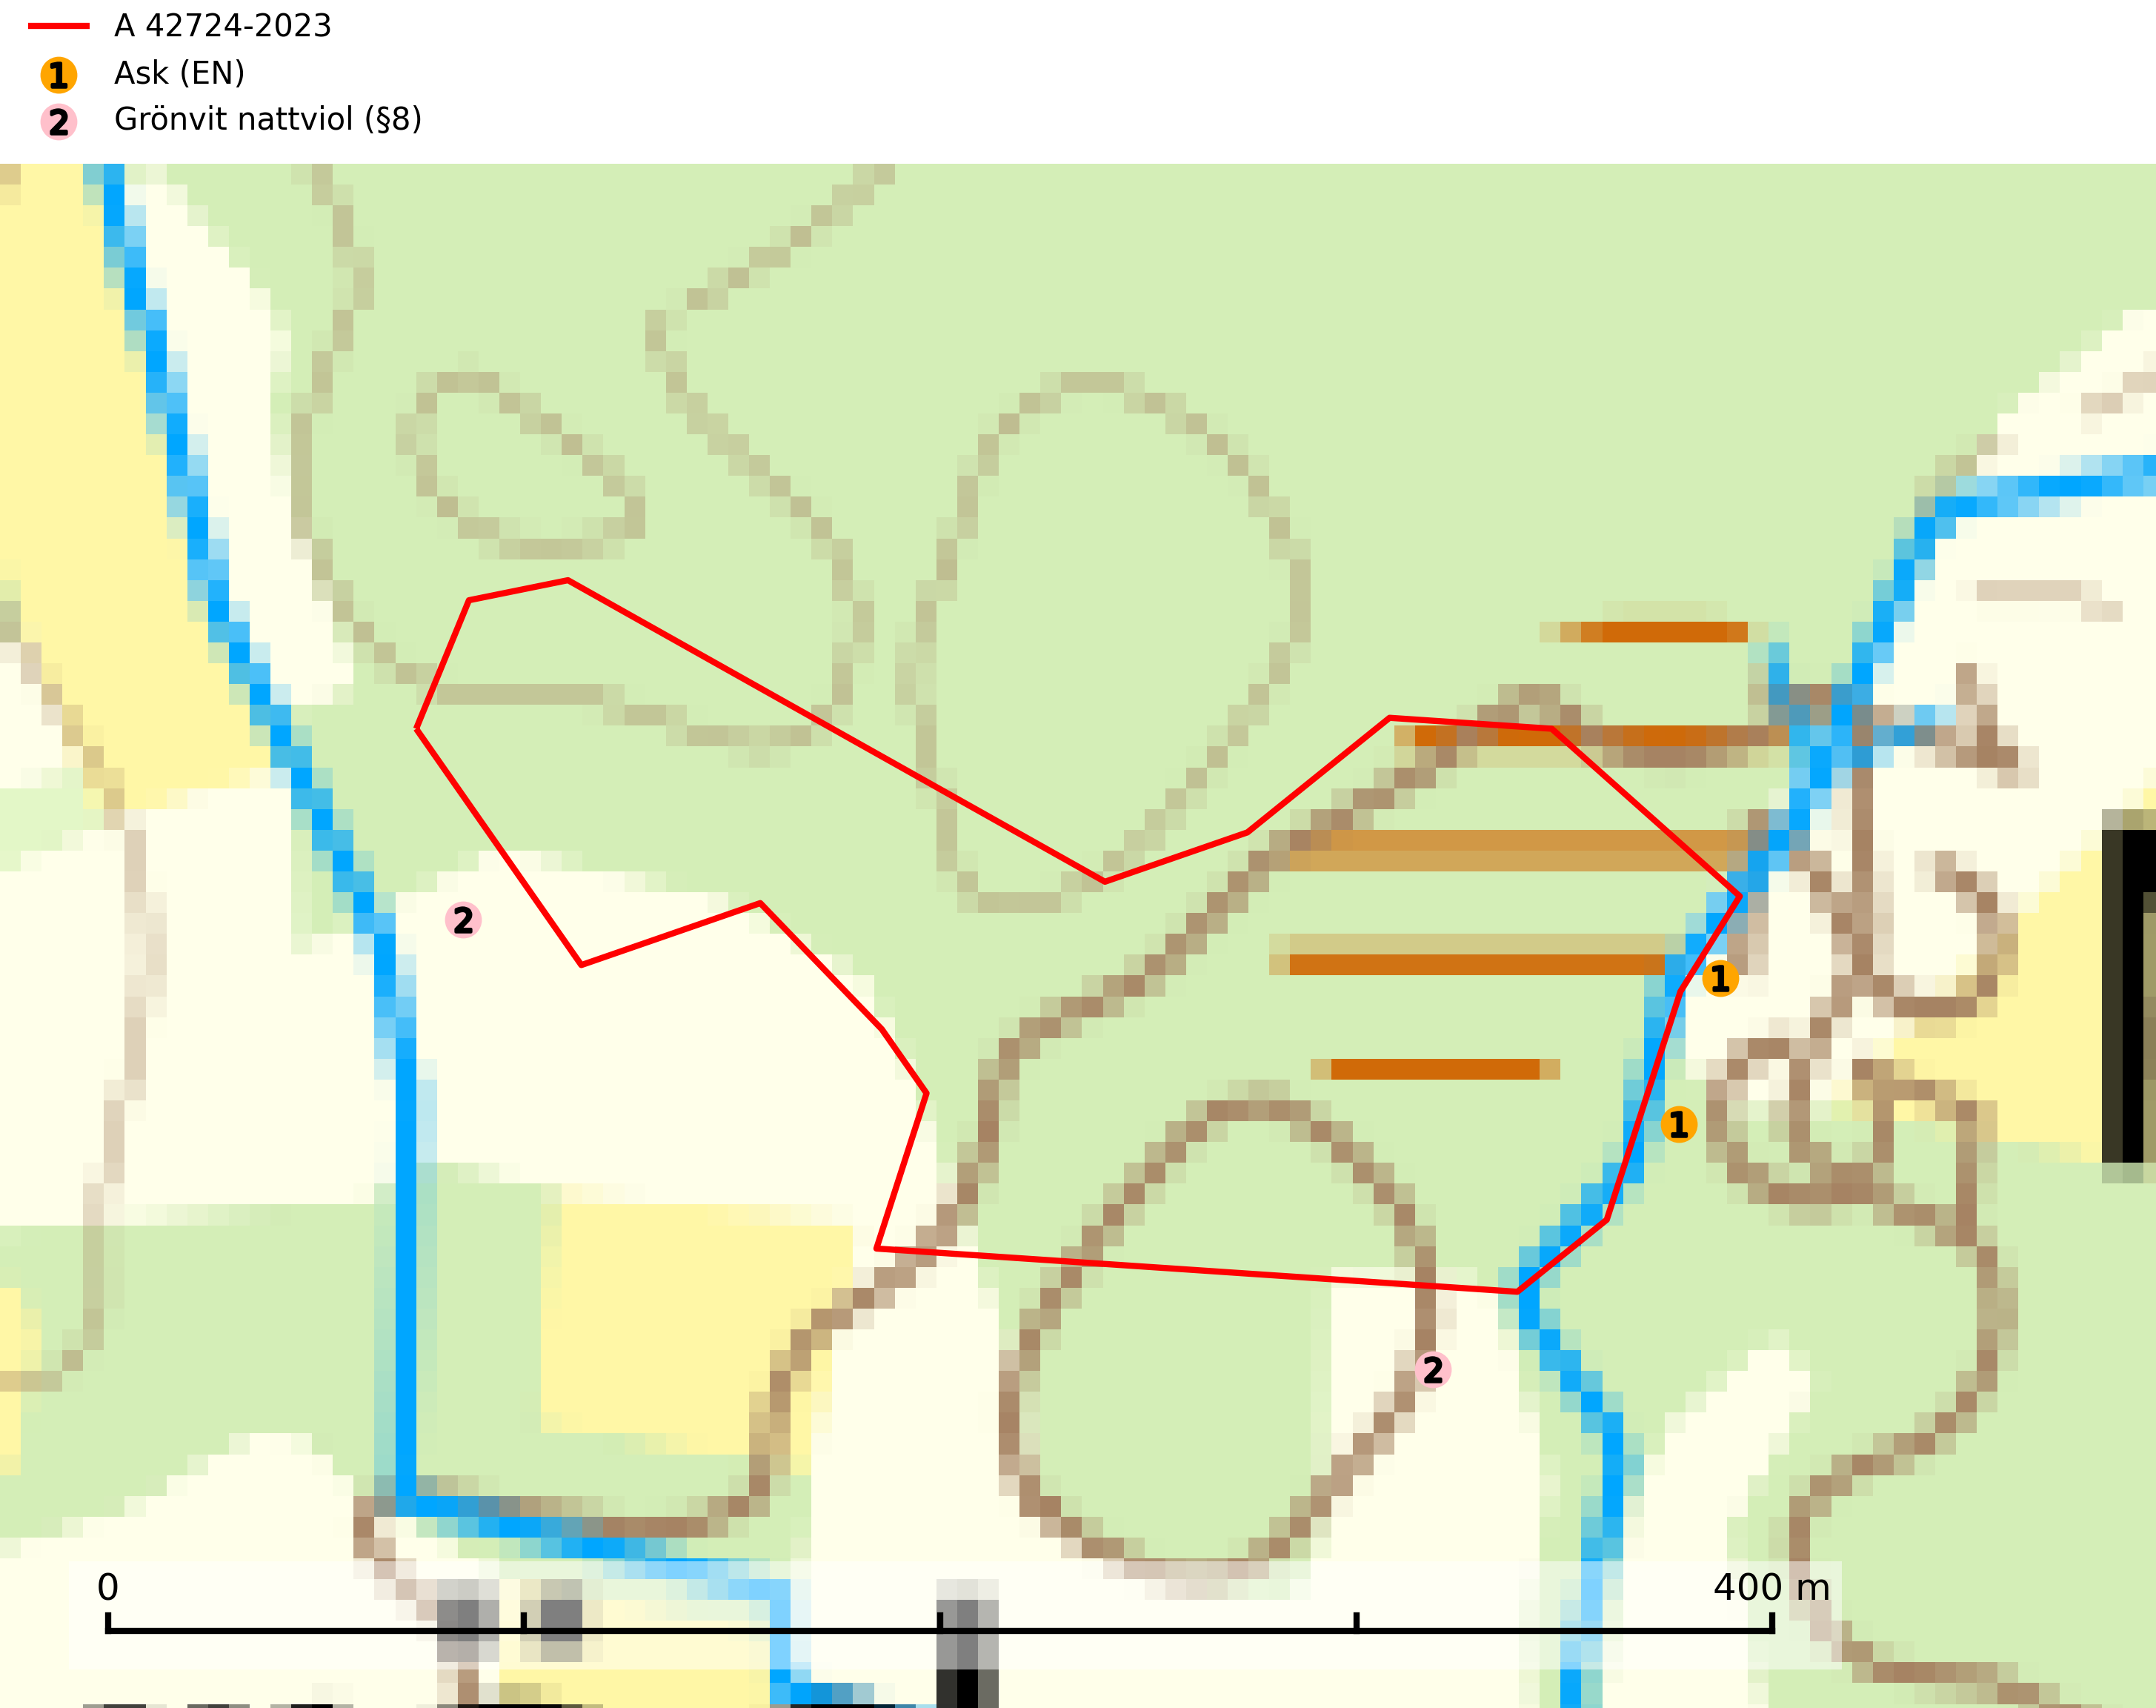 A 42724-2023
1 Ask (EN)
2 Grönvit nattviol (§8)
2
1
1
2
0 400 m